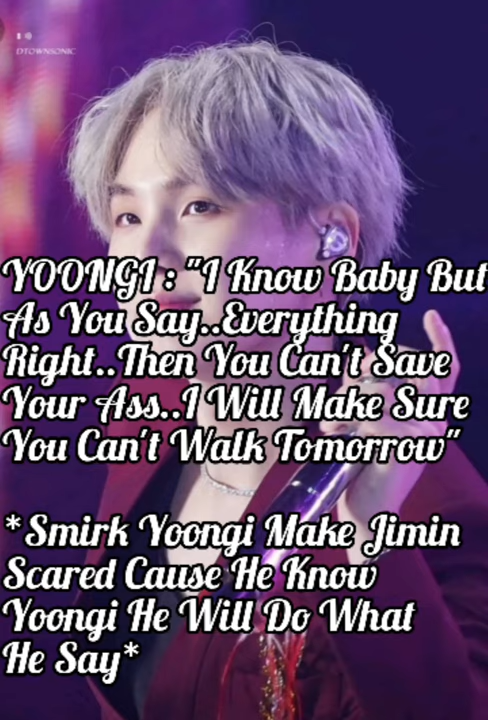 DTOWNSONIC
YOONGI : "I Know Baby But
As You Say..Everything
Right..Then You Can't Save
Your Ass..I Will Make Sure
You Can't Walk Tomorrow"
*Smirk Yoongi Make Jimin
Scared Cause He Know
Yoongi He Will Do What
He Say*